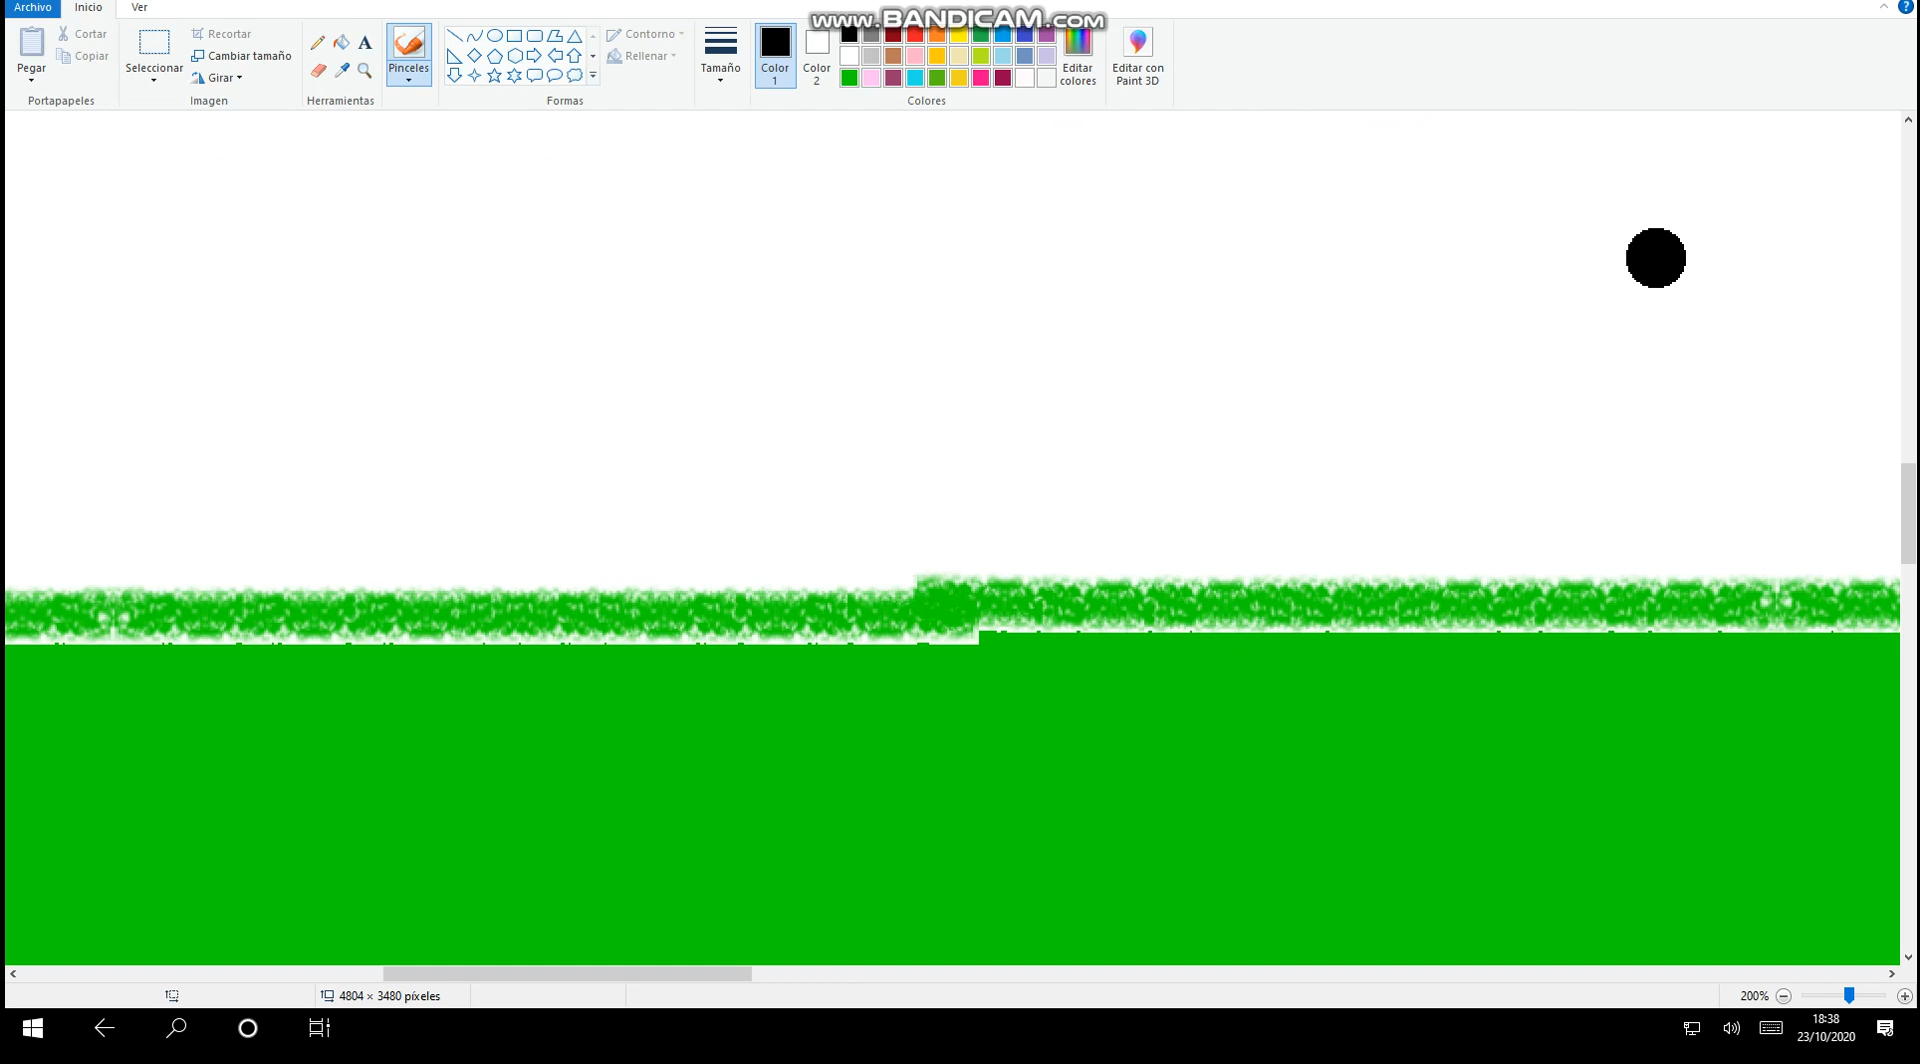 Archivo Inicio Ver
www.BANDICAM.com
Pegar
Cortar
Copiar
Portapapeles
Seleccionar
Recortar
Cambiar tamaño
Girar
Imagen
A
Herramientas
Pinceles
Contorno
Rellenar
Formas
Tamaño
Color
1
Color
2
Editar
colores
Colores
Editar con
Paint 3D
?
4804 × 3480 píxeles
200%
18:38
23/10/2020